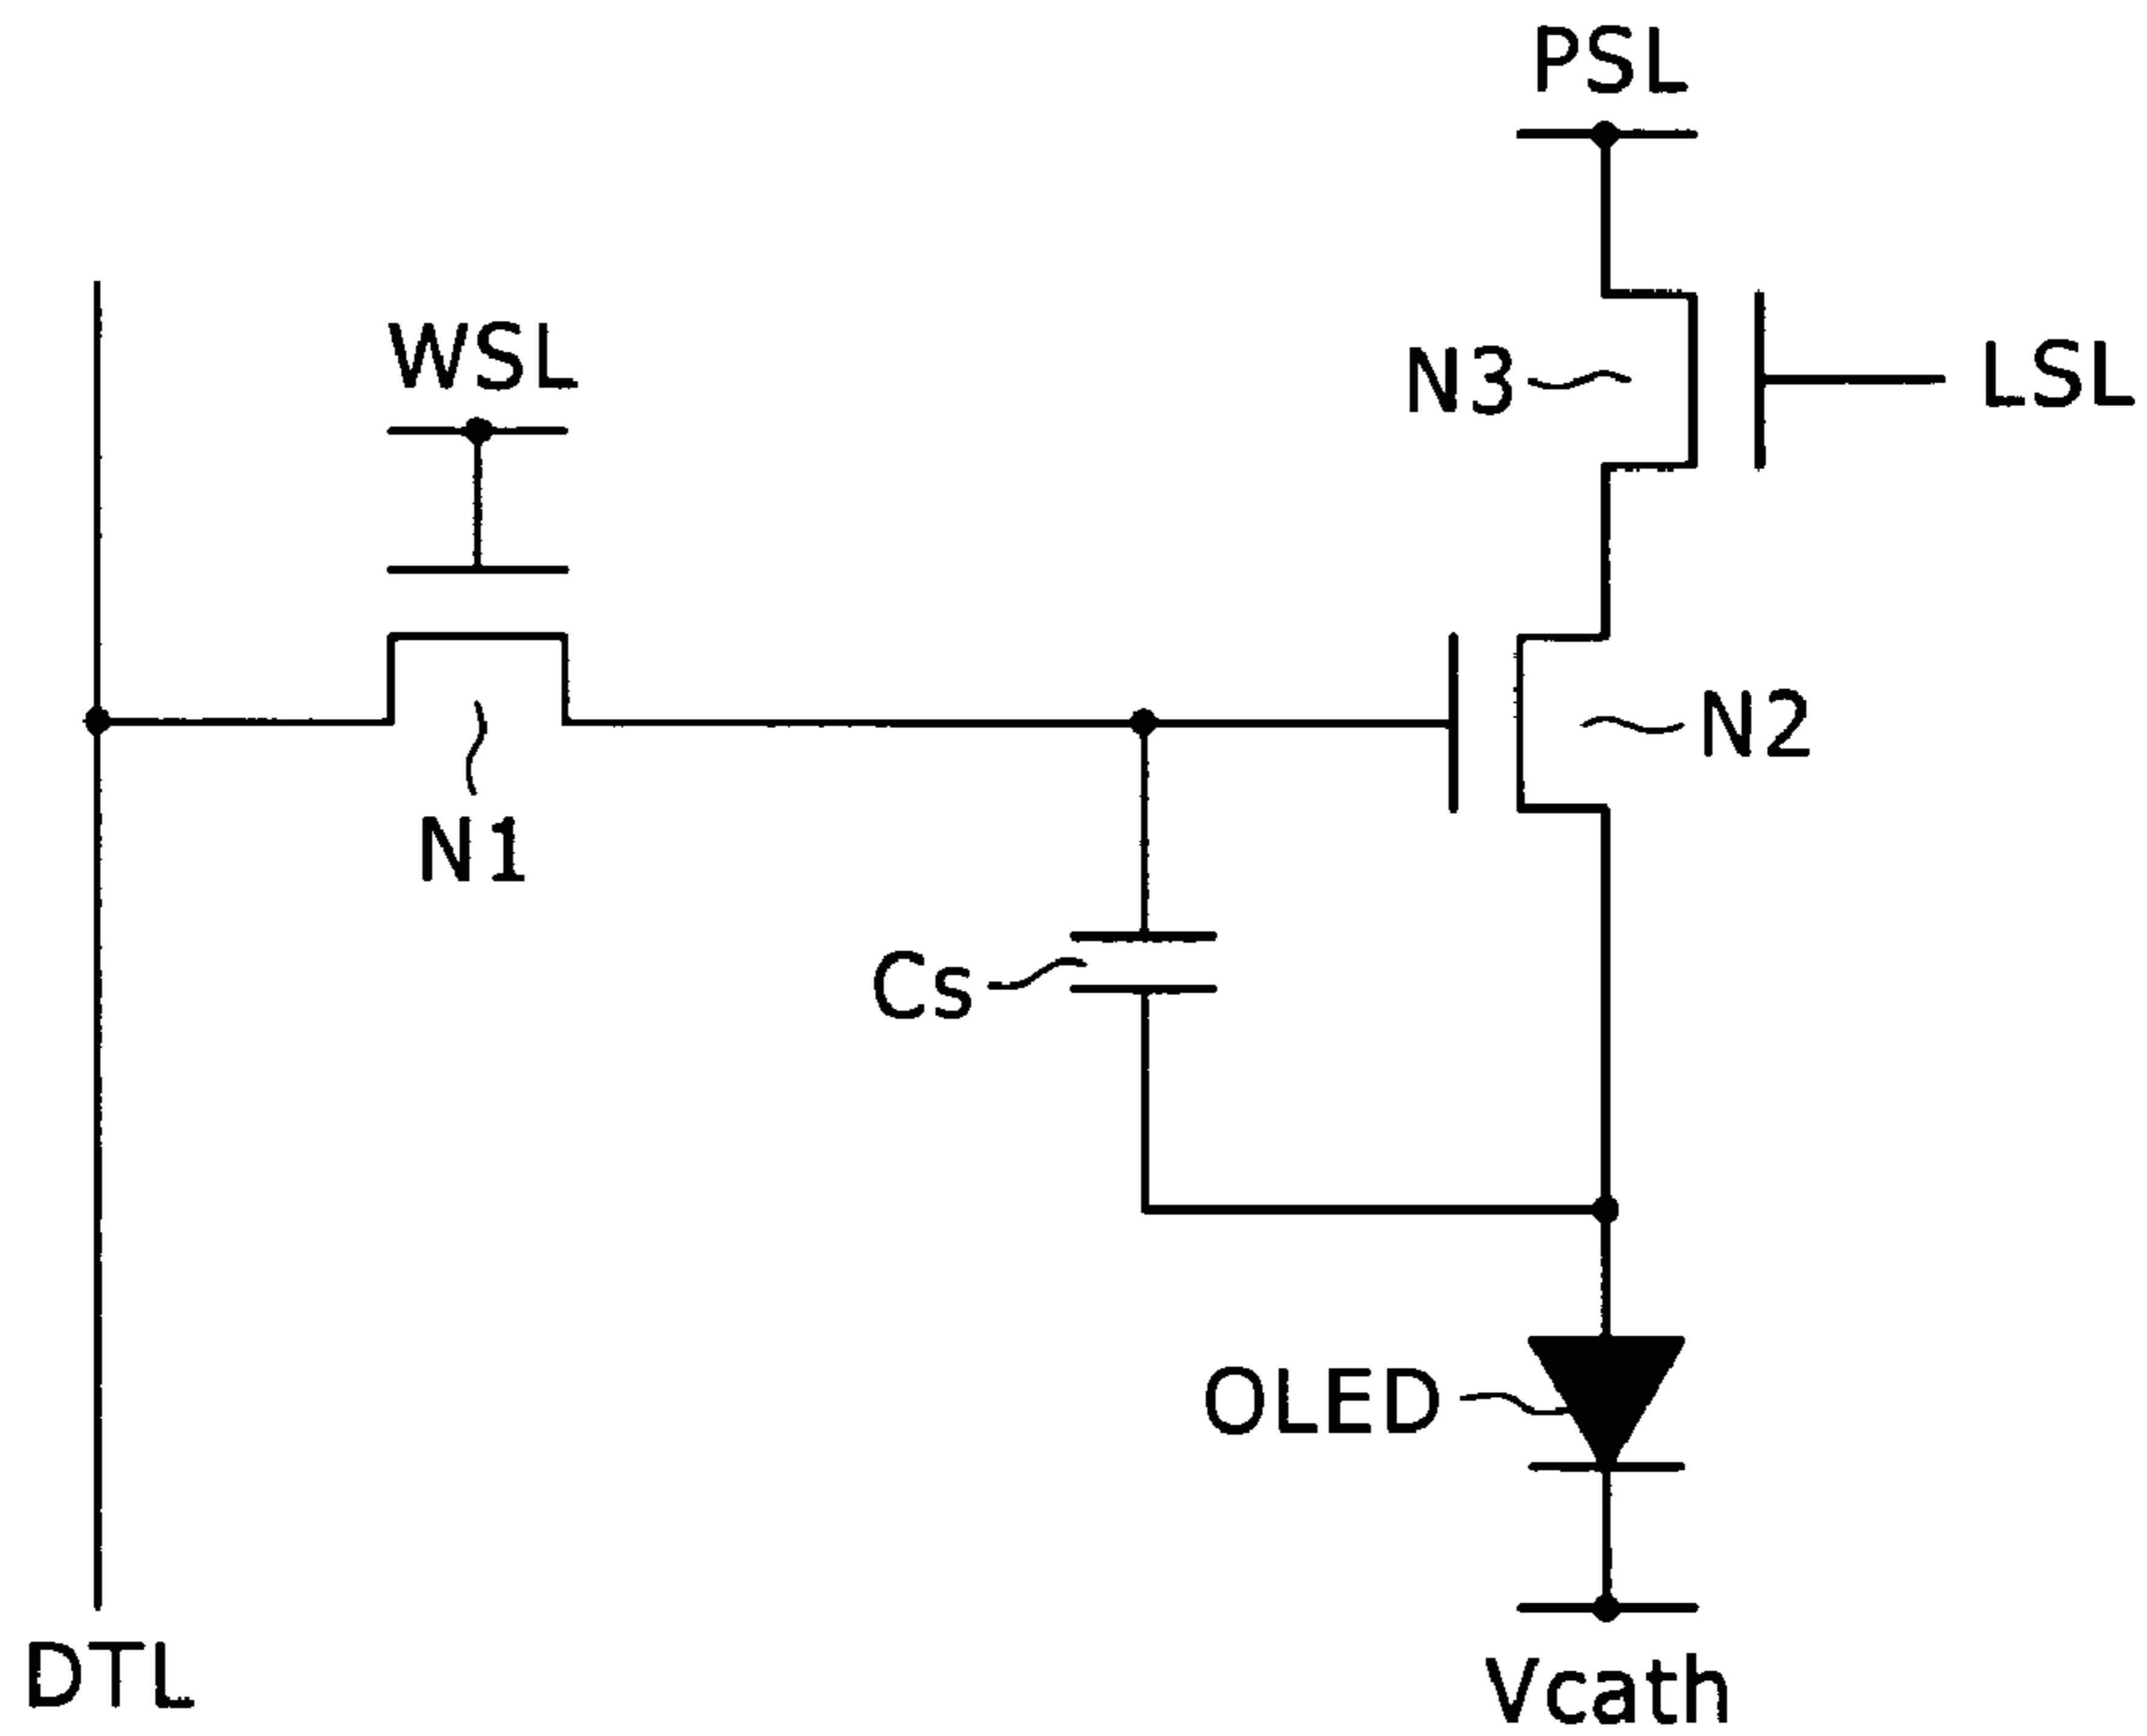 PSL
WSL
N3
LSL
N2
N1
Cs
OLED
DTL
Vcath